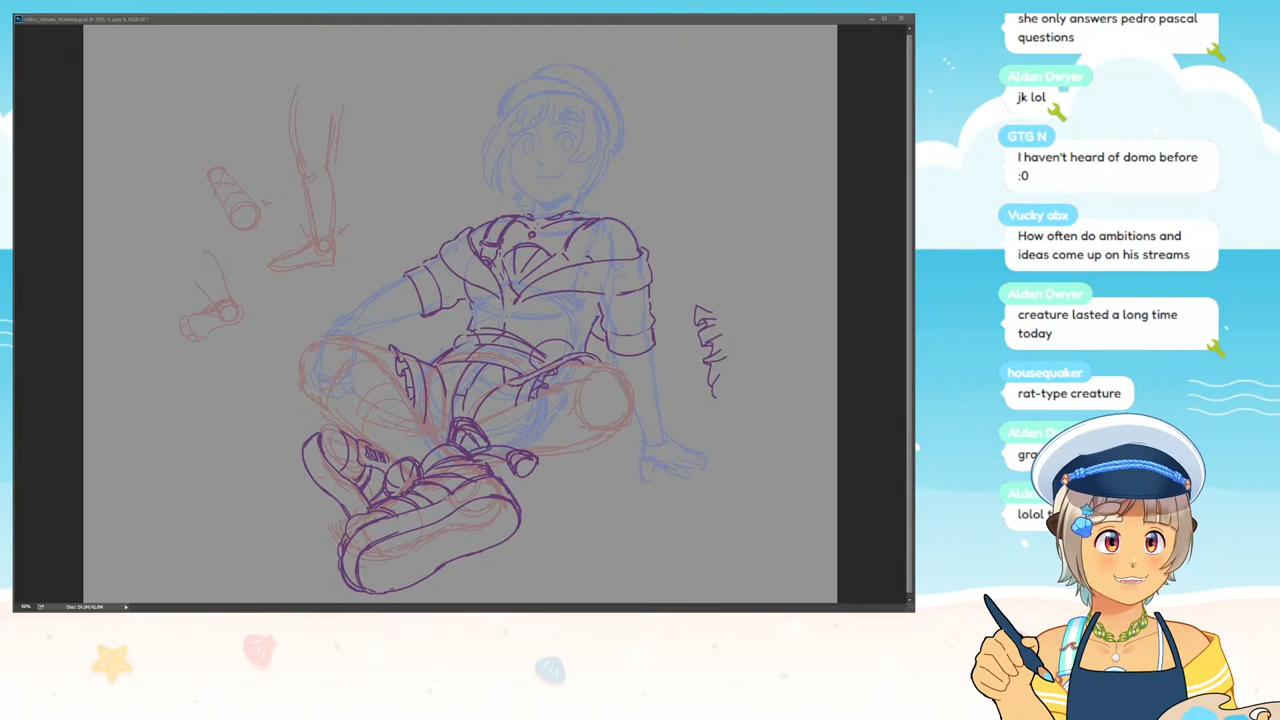 she only answers pedro pascal
questions
Alden Dwyer
jk lol
GTG N
I haven't heard of domo before
:0
Vucky abx
How often do ambitions and
ideas come up on his streams
Alden Dwyer
creature lasted a long time
today
housequaker
rat-type creature
Alden
gra
lolol